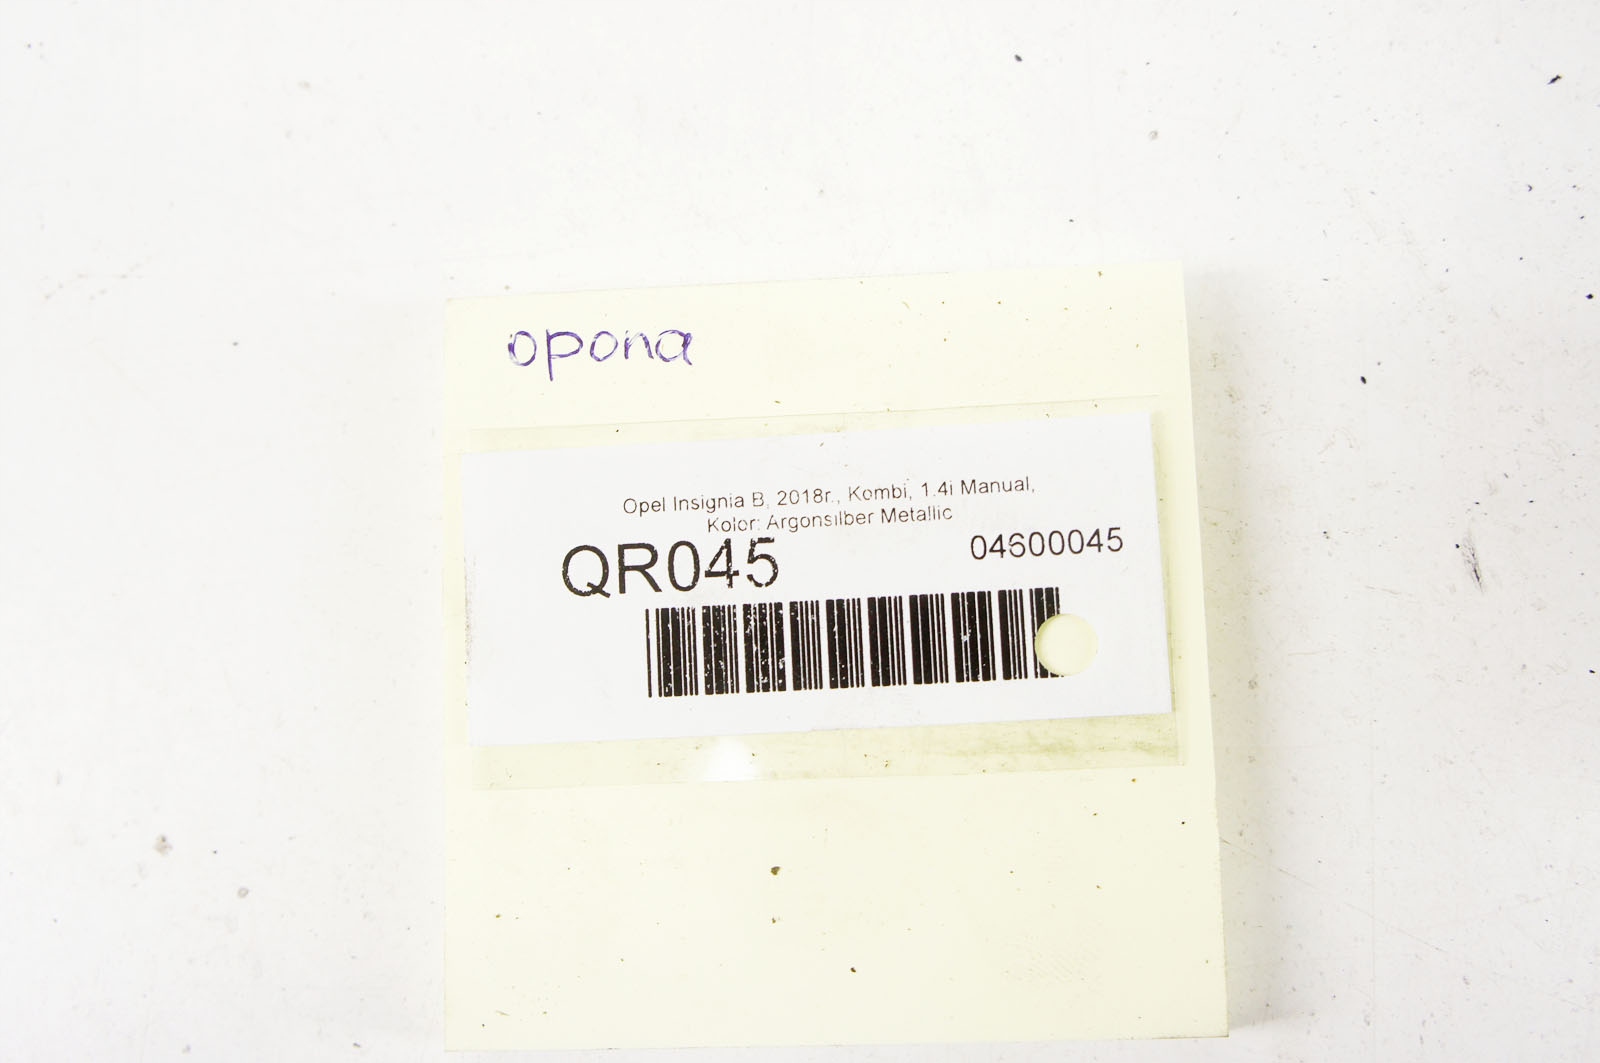 opona
Opel Insignia B, 2018r., Kombi, 1.4i Manual,
Kolor: Argonsilber Metallic
QR045
04600045